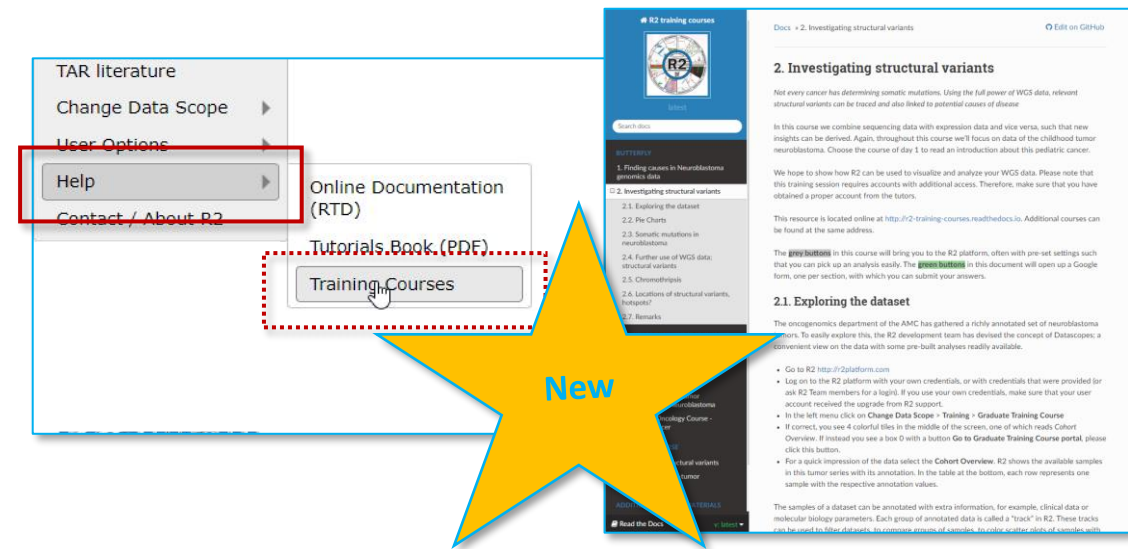 TAR literature
Change Data Scope
User Options
Help
Contact / About R2
Online Documentation
(RTD)
Tutorials Book (PDF)
Training Courses
New
R2 training courses
R2
latest
Search docs
BUTTERFLY
1. Finding causes in Neuroblastoma
genomics data
2. Investigating structural variants
2.1. Exploring the dataset
2.2. Pie Charts
2.3. Somatic mutations in
neuroblastoma
2.4. Further use of WGS data;
structural variants
2.5. Chromothripsis
2.6. Locations of structural variants,
hotspots?
2.7. Remarks
Read the Docs
v: latest
Docs » 2. Investigating structural variants
Edit on GitHub
2. Investigating structural variants
Not every cancer has determining somatic mutations. Using the full power of WGS data, relevant
structural variants can be traced and also linked to potential causes of disease
In this course we combine sequencing data with expression data and vice versa, such that new
insights can be derived. Again, throughout this course we'll focus on data of the childhood tumor
neuroblastoma. Choose the course of day 1 to read an introduction about this pediatric cancer.
We hope to show how R2 can be used to visualize and analyze your WGS data. Please note that
this training session requires accounts with additional access. Therefore, make sure that you have
obtained a proper account from the tutors.
This resource is located online at http://r2-training-courses.readthedocs.io. Additional courses can
be found at the same address.
The grey buttons in this course will bring you to the R2 platform, often with pre-set settings such
that you can pick up an analysis easily. The green buttons in this document will open up a Google
form, one per section, with which you can submit your answers.
2.1. Exploring the dataset
The oncogenomics department of the AMC has gathered a richly annotated set of neuroblastoma
To easily explore this, the R2 development team has devised the concept of Datascopes; a
convenient view on the data with some pre-built analyses readily available.
Go to R2 http://r2platform.com
Log on to the R2 platform with your own credentials, or with credentials that were provided (or
ask R2 Team members for a login). If you use your own credentials, make sure that your user
account received the upgrade from R2 support.
In the left menu click on Change Data Scope > Training > Graduate Training Course
If correct, you see 4 colorful tiles in the middle of the screen, one of which reads Cohort
Overview. If instead you see a box 0 with a button Go to Graduate Training Course portal, please
click this button.
For a quick impression of the data select the Cohort Overview. R2 shows the available samples
in this tumor series with its annotation. In the table at the bottom, each row represents one
sample with the respective annotation values.
The samples of a dataset can be annotated with extra information, for example, clinical data or
molecular biology parameters. Each group of annotated data is called a "track" in R2. These tracks
can be used to filter datasets, to compare groups of samples, to color scatter plots of samples with